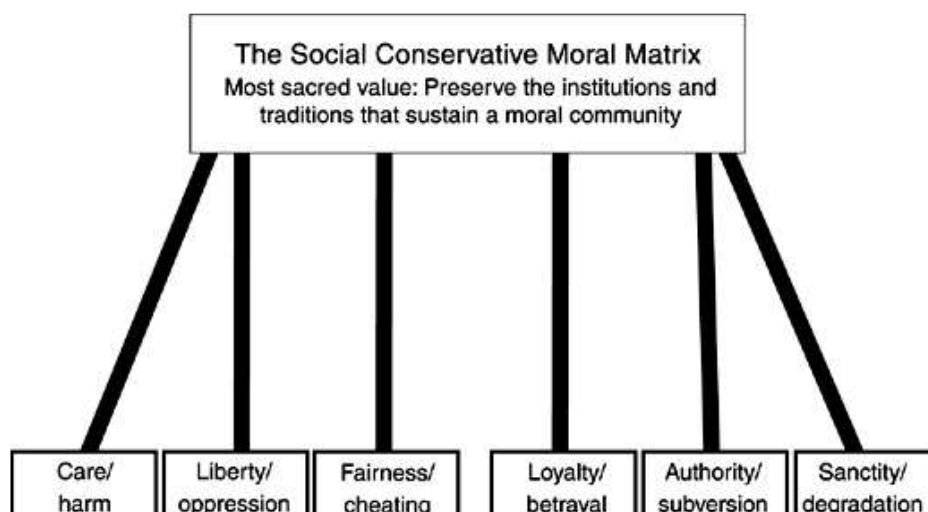 The Social Conservative Moral Matrix
Most sacred value: Preserve the institutions and
traditions that sustain a moral community
Care/
harm
Liberty/
oppression
Fairness/
cheating
Loyalty/
betrayal
Authority/
subversion
Sanctity/
degradation